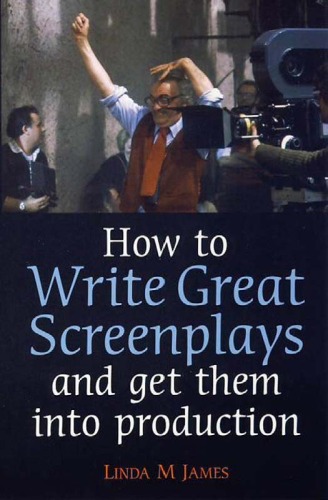 How to
Write Great
Screenplays
and get them
into production
LINDA M JAMES